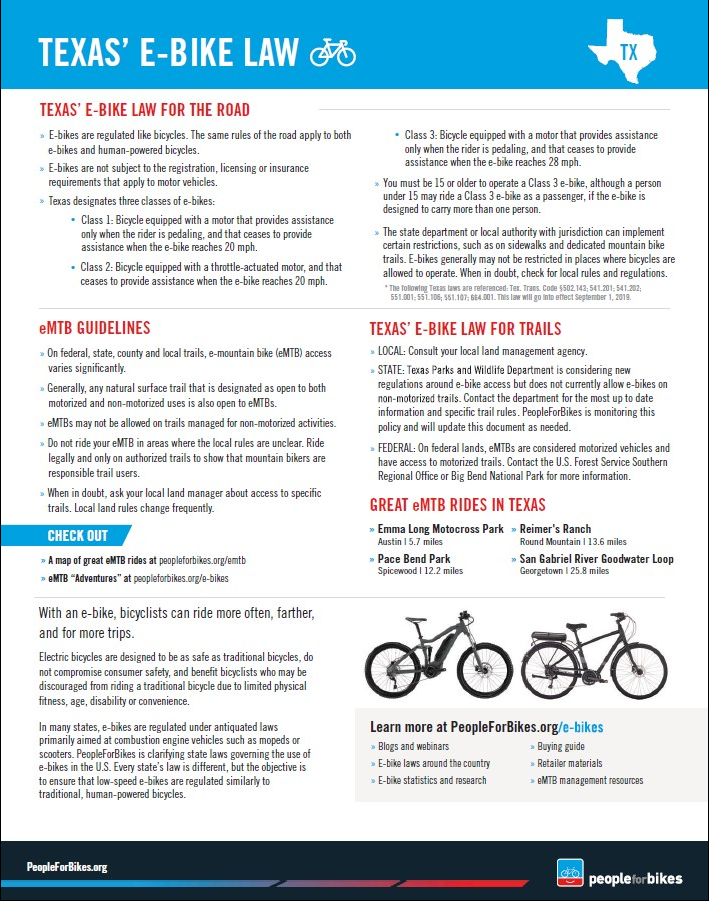 TEXAS' E-BIKE LAW
TX
TEXAS' E-BIKE LAW FOR THE ROAD
» E-bikes are regulated like bicycles. The same rules of the road apply to both
e-bikes and human-powered bicycles.
» E-bikes are not subject to the registration, licensing or insurance
requirements that apply to motor vehicles.
» Texas designates three classes of e-bikes:
• Class 1: Bicycle equipped with a motor that provides assistance
only when the rider is pedaling, and that ceases to provide
assistance when the e-bike reaches 20 mph.
• Class 2: Bicycle equipped with a throttle-actuated motor, and that
ceases to provide assistance when the e-bike reaches 20 mph.
• Class 3: Bicycle equipped with a motor that provides assistance
only when the rider is pedaling, and that ceases to provide
assistance when the e-bike reaches 28 mph.
» You must be 15 or older to operate a Class 3 e-bike, although a person
under 15 may ride a Class 3 e-bike as a passenger, if the e-bike is
designed to carry more than one person.
» The state department or local authority with jurisdiction can implement
certain restrictions, such as on sidewalks and dedicated mountain bike
trails. E-bikes generally may not be restricted in places where bicycles are
allowed to operate. When in doubt, check for local rules and regulations.
* The following Texas laws are referenced: Tex. Trans. Code §502.143; 541.201; 541.202;
551.001; 551.106; 551.107; 664.001. This law will go into effect September 1, 2019.
eMTB GUIDELINES
» On federal, state, county and local trails, e-mountain bike (eMTB) access
varies significantly.
» Generally, any natural surface trail that is designated as open to both
motorized and non-motorized uses is also open to eMTBs.
» eMTBs may not be allowed on trails managed for non-motorized activities.
» Do not ride your eMTB in areas where the local rules are unclear. Ride
legally and only on authorized trails to show that mountain bikers are
responsible trail users.
» When in doubt, ask your local land manager about access to specific
trails. Local land rules change frequently.
CHECK OUT
» A map of great eMTB rides at peopleforbikes.org/emtb
» eMTB “Adventures” at peopleforbikes.org/e-bikes
TEXAS' E-BIKE LAW FOR TRAILS
» LOCAL: Consult your local land management agency.
» STATE: Texas Parks and Wildlife Department is considering new
regulations around e-bike access but does not currently allow e-bikes on
non-motorized trails. Contact the department for the most up to date
information and specific trail rules. PeopleForBikes is monitoring this
policy and will update this document as needed.
» FEDERAL: On federal lands, eMTBs are considered motorized vehicles and
have access to motorized trails. Contact the U.S. Forest Service Southern
Regional Office or Big Bend National Park for more information.
GREAT eMTB RIDES IN TEXAS
» Emma Long Motocross Park
Austin | 5.7 miles
» Reimer's Ranch
Round Mountain | 13.6 miles
» Pace Bend Park
Spicewood | 12.2 miles
» San Gabriel River Goodwater Loop
Georgetown | 25.8 miles
With an e-bike, bicyclists can ride more often, farther,
and for more trips.
Electric bicycles are designed to be as safe as traditional bicycles, do
not compromise consumer safety, and benefit bicyclists who may be
discouraged from riding a traditional bicycle due to limited physical
fitness, age, disability or convenience.
In many states, e-bikes are regulated under antiquated laws
primarily aimed at combustion engine vehicles such as mopeds or
scooters. PeopleForBikes is clarifying state laws governing the use of
e-bikes in the U.S. Every state's law is different, but the objective is
to ensure that low-speed e-bikes are regulated similarly to
traditional, human-powered bicycles.
Learn more at PeopleForBikes.org/e-bikes
» Blogs and webinars
» E-bike laws around the country
» E-bike statistics and research
» Buying guide
» Retailer materials
» eMTB management resources
PeopleForBikes.org
peopleforbikes